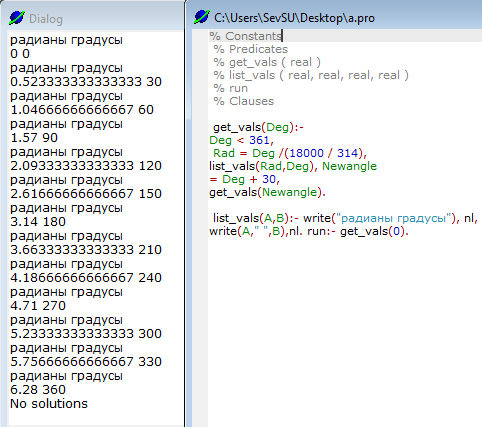 Dialog
радианы градусы
0 0
радианы градусы
0.523333333333333 30
радианы градусы
1.04666666666667 60
радианы градусы
1.57 90
радианы градусы
2.09333333333333 120
радианы градусы
2.61666666666667 150
радианы градусы
3.14 180
радианы градусы
3.66333333333333 210
радианы градусы
4.18666666666667 240
радианы градусы
4.71 270
радианы градусы
5.23333333333333 300
радианы градусы
5.75666666666667 330
радианы градусы
6.28 360
No solutions
C:\Users\SevSU\Desktop\a.pro
% Constants
% Predicates
% get_vals ( real )
% list_vals ( real, real, real, real )
% run
% Clauses
get_vals(Deg):-
Deg < 361,
Rad = Deg /(18000 / 314),
list_vals(Rad,Deg), Newangle
= Deg + 30,
get_vals(Newangle).
list_vals(A,B):- write("радианы градусы"), nl,
write(A," ",B),nl. run:- get_vals(0).